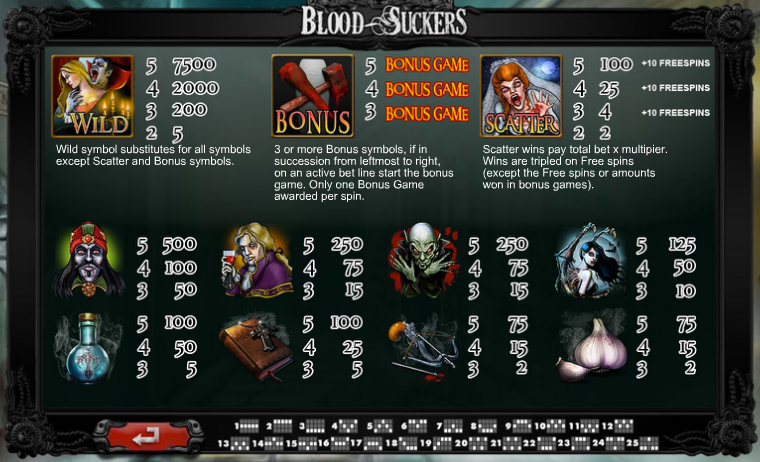 BLOOD SUCKERS
5 7500
4 2000
3 200
2 5
WILD
Wild symbol substitutes for all symbols
except Scatter and Bonus symbols.
5 BONUS GAME
4 BONUS GAME
3 BONUS GAME
BONUS
3 or more Bonus symbols, if in
succession from leftmost to right,
on an active bet line start the bonus
game. Only one Bonus Game
awarded per spin.
5 100 +10 FREESPINS
4 25 +10 FREESPINS
3 4 +10 FREESPINS
2 2
SCATTER
Scatter wins pay total bet x multipier.
Wins are tripled on Free spins
(except the Free spins or amounts
won in bonus games).
5 500
4 100
3 50
5 250
4 75
3 15
5 250
4 75
3 15
5 125
4 50
3 10
5 100
4 50
3 5
5 100
4 25
3 5
5 75
4 15
3 2
5 75
4 15
3 2
1 2 3 4 5 6 7 8 9 10 11 12
13 14 15 16 17 18 19 20 21 22 23 24 25